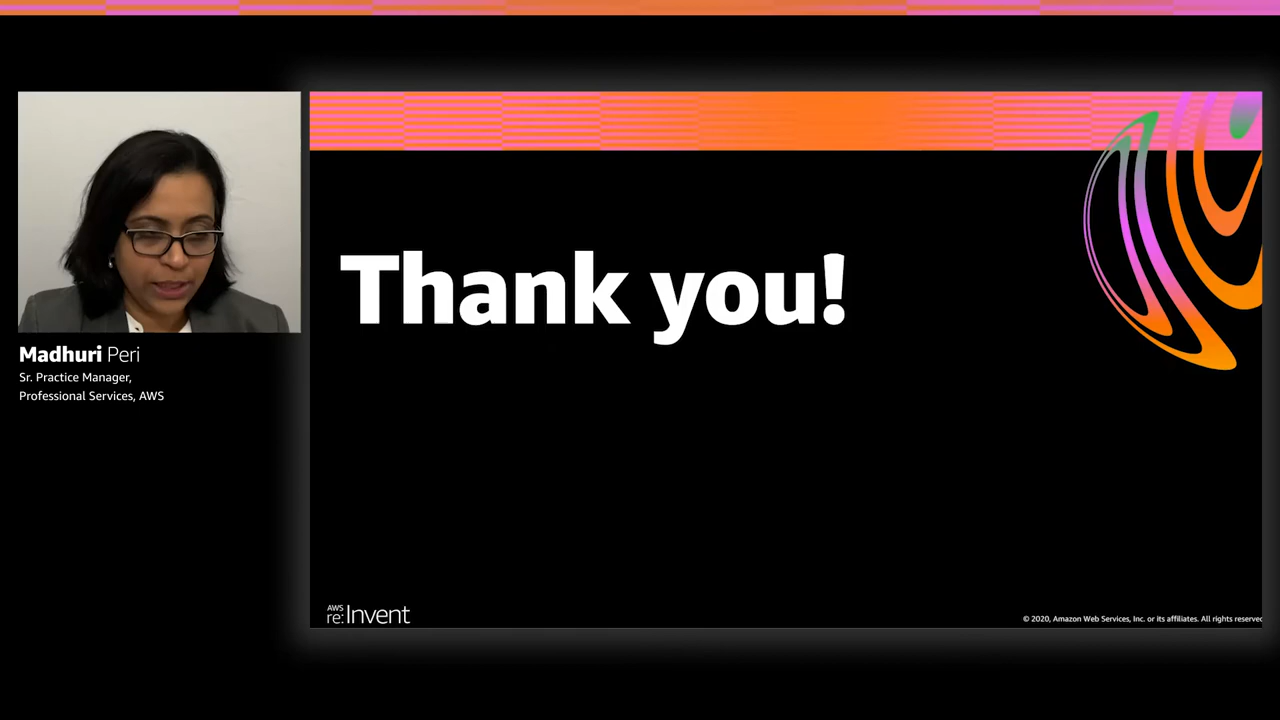 Madhuri Peri
Sr. Practice Manager,
Professional Services, AWS
Thank you!
AWS
re:Invent
© 2020, Amazon Web Services, Inc. or its affiliates. All rights reserved